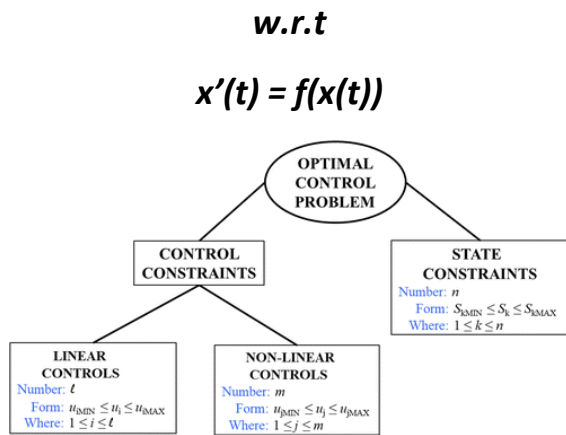 w.r.t
x’(t) = f(x(t))
OPTIMAL
CONTROL
PROBLEM
CONTROL
CONSTRAINTS
STATE
CONSTRAINTS
Number: n
Form: SₖMIN ≤ Sₖ ≤ SₖMAX
Where: 1 ≤ k ≤ n
LINEAR
CONTROLS
Number: ℓ
Form: uᵢMIN ≤ uᵢ ≤ uᵢMAX
Where: 1 ≤ i ≤ ℓ
NON-LINEAR
CONTROLS
Number: m
Form: uⱼMIN ≤ uⱼ ≤ uⱼMAX
Where: 1 ≤ j ≤ m